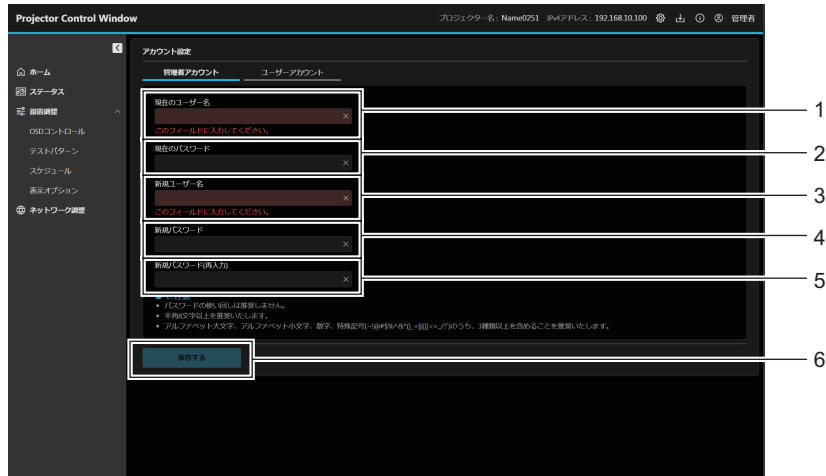 Projector Control Window
プロジェクター名: Name0251 IPv4アドレス: 192.168.10.100 管理者
アカウント設定
管理者アカウント ユーザーアカウント
ホーム
ステータス
設置調整
OSDコントロール
テストパターン
スケジュール
表示オプション
ネットワーク調整
現在のユーザー名
このフィールドに入力してください。
1
現在のパスワード
2
新規ユーザー名
このフィールドに入力してください。
3
新規パスワード
4
新規パスワード(再入力)
5
パスワードの使い回しは推奨しません。
半角8文字以上を推奨いたします。
アルファベット大文字、アルファベット小文字、数字、特殊記号のうち、3種類以上を含めることを推奨いたします。
保存する
6